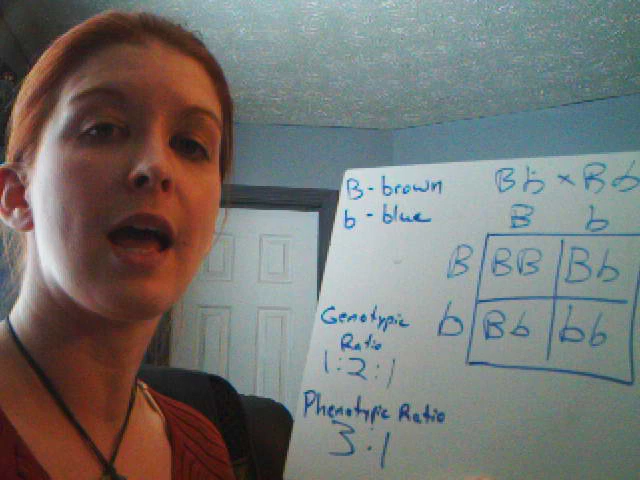 B - brown
b - blue
Bb × Bb
B b
B BB Bb
b Bb bb
Genotypic
Ratio
1:2:1
Phenotypic Ratio
3:1